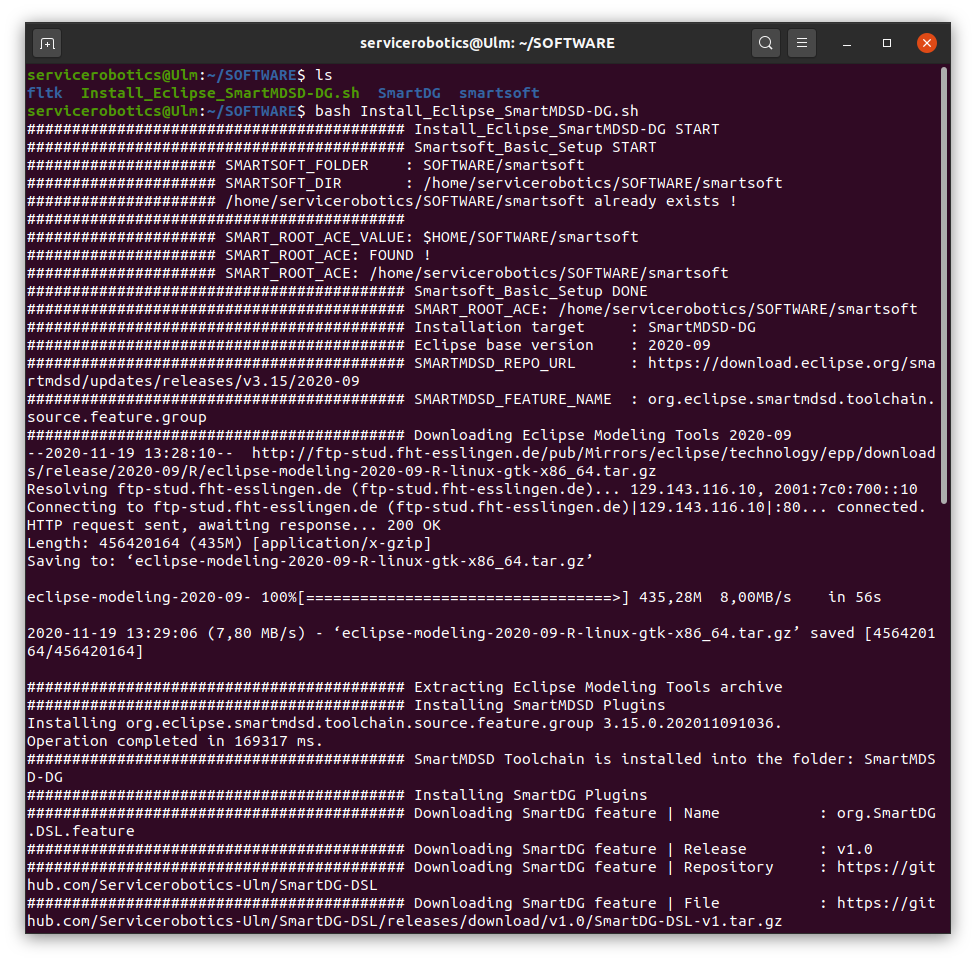 servicerobotics@Ulm: ~/SOFTWARE
servicerobotics@Ulm:~/SOFTWARE$ ls
fltk  Install_Eclipse_SmartMDSD-DG.sh  SmartDG  smartsoft
servicerobotics@Ulm:~/SOFTWARE$ bash Install_Eclipse_SmartMDSD-DG.sh
########################################## Install_Eclipse_SmartMDSD-DG START
########################################## Smartsoft_Basic_Setup START
##################### SMARTSOFT_FOLDER    : SOFTWARE/smartsoft
##################### SMARTSOFT_DIR       : /home/servicerobotics/SOFTWARE/smartsoft
##################### /home/servicerobotics/SOFTWARE/smartsoft already exists !
##########################################
##################### SMART_ROOT_ACE_VALUE: $HOME/SOFTWARE/smartsoft
##################### SMART_ROOT_ACE: FOUND !
##################### SMART_ROOT_ACE: /home/servicerobotics/SOFTWARE/smartsoft
########################################## Smartsoft_Basic_Setup DONE
########################################## SMART_ROOT_ACE: /home/servicerobotics/SOFTWARE/smartsoft
########################################## Installation target     : SmartMDSD-DG
########################################## Eclipse base version    : 2020-09
########################################## SMARTMDSD_REPO_URL      : https://download.eclipse.org/sma
rtmdsd/updates/releases/v3.15/2020-09
########################################## SMARTMDSD_FEATURE_NAME  : org.eclipse.smartmdsd.toolchain.
source.feature.group
########################################## Downloading Eclipse Modeling Tools 2020-09
--2020-11-19 13:28:10--  http://ftp-stud.fht-esslingen.de/pub/Mirrors/eclipse/technology/epp/download
s/release/2020-09/R/eclipse-modeling-2020-09-R-linux-gtk-x86_64.tar.gz
Resolving ftp-stud.fht-esslingen.de (ftp-stud.fht-esslingen.de)... 129.143.116.10, 2001:7c0:700::10
Connecting to ftp-stud.fht-esslingen.de (ftp-stud.fht-esslingen.de)|129.143.116.10|:80... connected.
HTTP request sent, awaiting response... 200 OK
Length: 456420164 (435M) [application/x-gzip]
Saving to: ‘eclipse-modeling-2020-09-R-linux-gtk-x86_64.tar.gz’
eclipse-modeling-2020-09- 100%[==================================>] 435,28M  8,00MB/s    in 56s
2020-11-19 13:29:06 (7,80 MB/s) - ‘eclipse-modeling-2020-09-R-linux-gtk-x86_64.tar.gz’ saved [4564201
64/456420164]
########################################## Extracting Eclipse Modeling Tools archive
########################################## Installing SmartMDSD Plugins
Installing org.eclipse.smartmdsd.toolchain.source.feature.group 3.15.0.202011091036.
Operation completed in 169317 ms.
########################################## SmartMDSD Toolchain is installed into the folder: SmartMDS
D-DG
########################################## Installing SmartDG Plugins
########################################## Downloading SmartDG feature | Name           : org.SmartDG
.DSL.feature
########################################## Downloading SmartDG feature | Release        : v1.0
########################################## Downloading SmartDG feature | Repository     : https://git
hub.com/Servicerobotics-Ulm/SmartDG-DSL
########################################## Downloading SmartDG feature | File           : https://git
hub.com/Servicerobotics-Ulm/SmartDG-DSL/releases/download/v1.0/SmartDG-DSL-v1.tar.gz